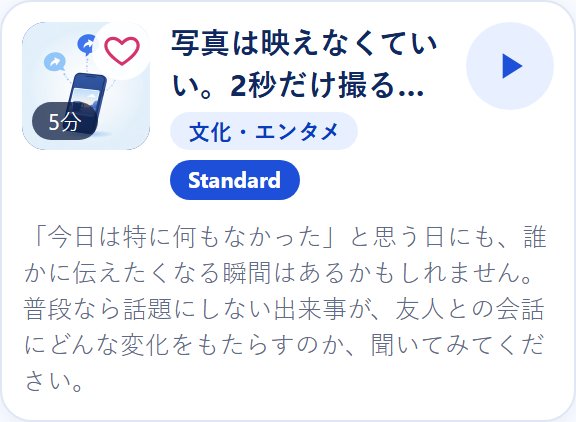 写真は映えなくてい
い。2秒だけ撮る...
5分
文化・エンタメ
Standard
「今日は特に何もなかった」と思う日にも、誰
かに伝えたくなる瞬間はあるかもしれません。
普段なら話題にしない出来事が、友人との会話
にどんな変化をもたらすのか、聞いてみてくだ
さい。